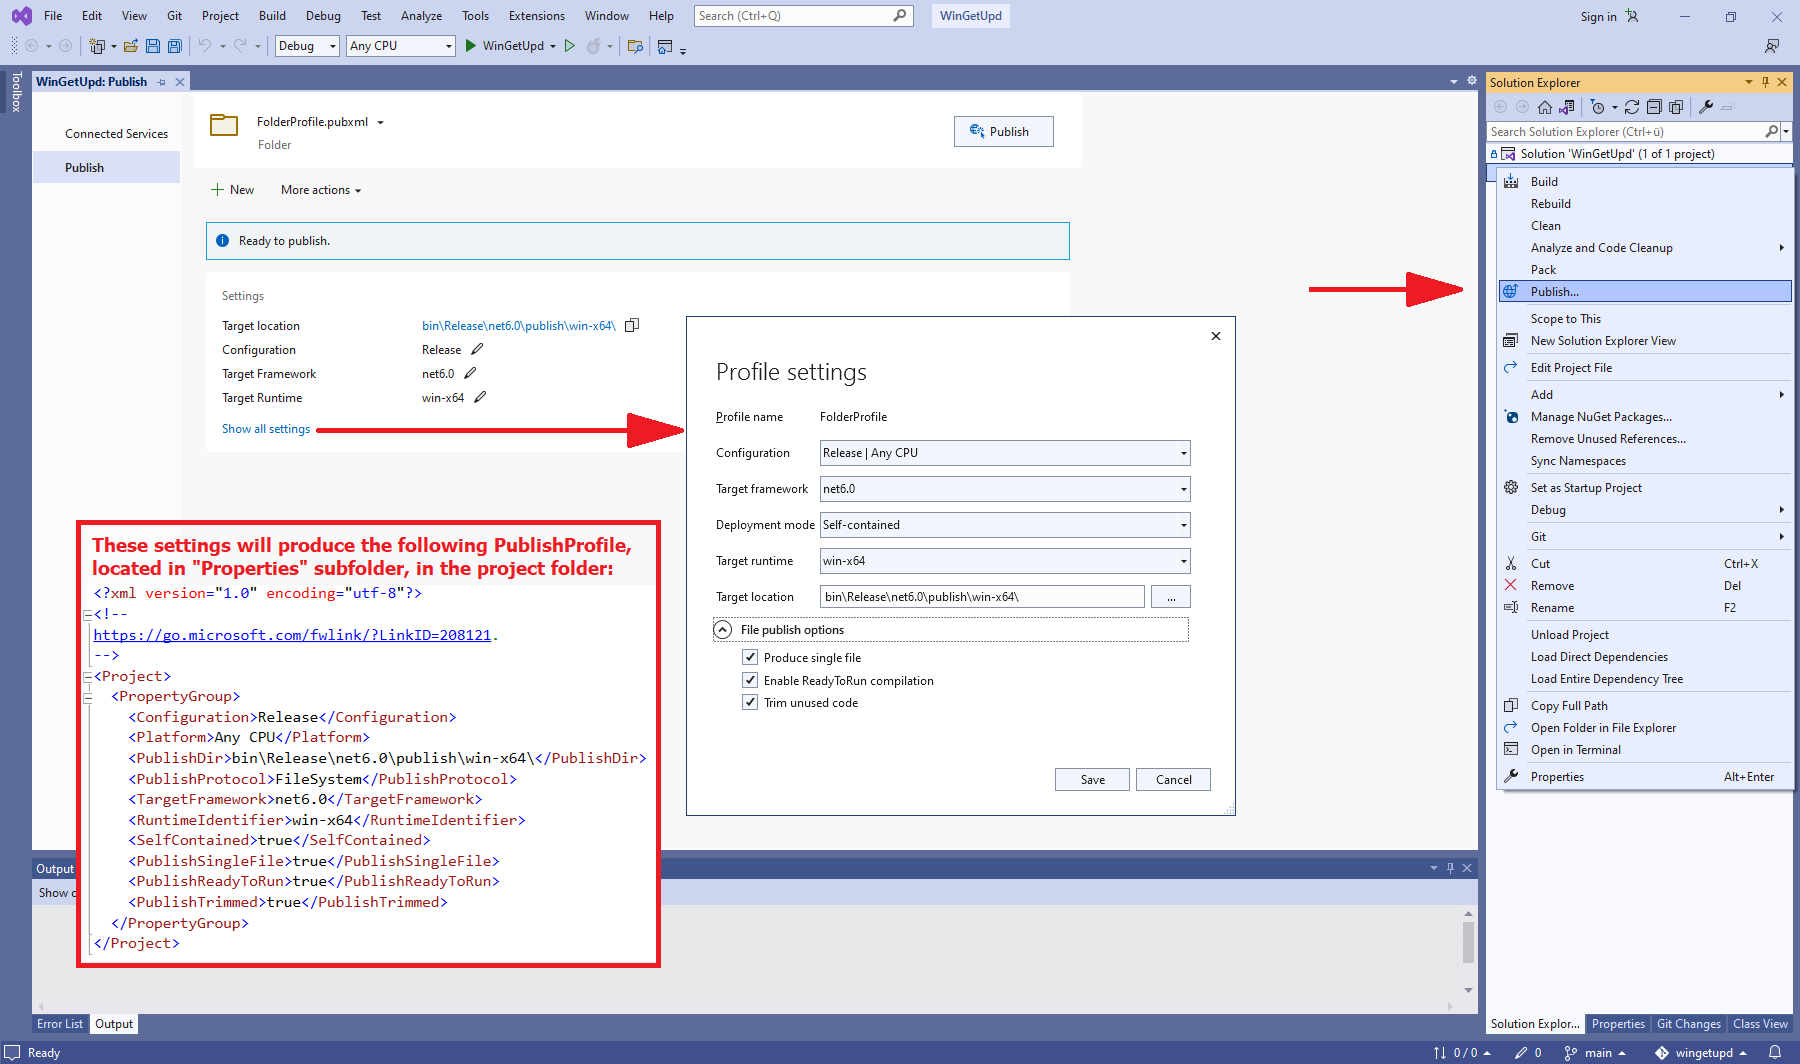 File Edit View Git Project Build Debug Test Analyze Tools Extensions Window Help Search (Ctrl+Q) WinGetUpd Sign in
Debug Any CPU WinGetUpd
Toolbox
WinGetUpd: Publish
Connected Services
Publish
FolderProfile.pubxml
Folder
Publish
New More actions
Ready to publish.
Settings
Target location bin\Release\net6.0\publish\win-x64\
Configuration Release
Target Framework net6.0
Target Runtime win-x64
Show all settings
Profile settings
Profile name FolderProfile
Configuration Release | Any CPU
Target framework net6.0
Deployment mode Self-contained
Target runtime win-x64
Target location bin\Release\net6.0\publish\win-x64\ ...
File publish options
Produce single file
Enable ReadyToRun compilation
Trim unused code
Save Cancel
These settings will produce the following PublishProfile,
located in "Properties" subfolder, in the project folder:
<?xml version="1.0" encoding="utf-8"?>
<!--
https://go.microsoft.com/fwlink/?LinkID=208121.
-->
<Project>
<PropertyGroup>
<Configuration>Release</Configuration>
<Platform>Any CPU</Platform>
<PublishDir>bin\Release\net6.0\publish\win-x64\</PublishDir>
<PublishProtocol>FileSystem</PublishProtocol>
<TargetFramework>net6.0</TargetFramework>
<RuntimeIdentifier>win-x64</RuntimeIdentifier>
<SelfContained>true</SelfContained>
<PublishSingleFile>true</PublishSingleFile>
<PublishReadyToRun>true</PublishReadyToRun>
<PublishTrimmed>true</PublishTrimmed>
</PropertyGroup>
</Project>
Output
Show
Error List Output
Solution Explorer
Search Solution Explorer (Ctrl+ü)
Solution 'WinGetUpd' (1 of 1 project)
Build
Rebuild
Clean
Analyze and Code Cleanup
Pack
Publish...
Scope to This
New Solution Explorer View
Edit Project File
Add
Manage NuGet Packages...
Remove Unused References...
Sync Namespaces
Set as Startup Project
Debug
Git
Cut Ctrl+X
Remove Del
Rename F2
Unload Project
Load Direct Dependencies
Load Entire Dependency Tree
Copy Full Path
Open Folder in File Explorer
Open in Terminal
Properties Alt+Enter
Solution Explor... Properties Git Changes Class View
Ready 0 / 0 0 main wingetupd